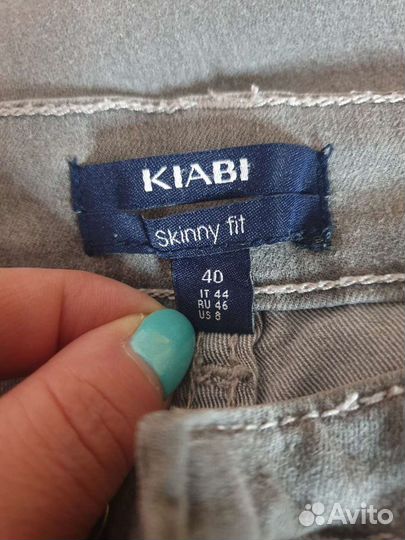 KIABI
Skinny fit
40
IT 44
RU 46
US 8
Avito